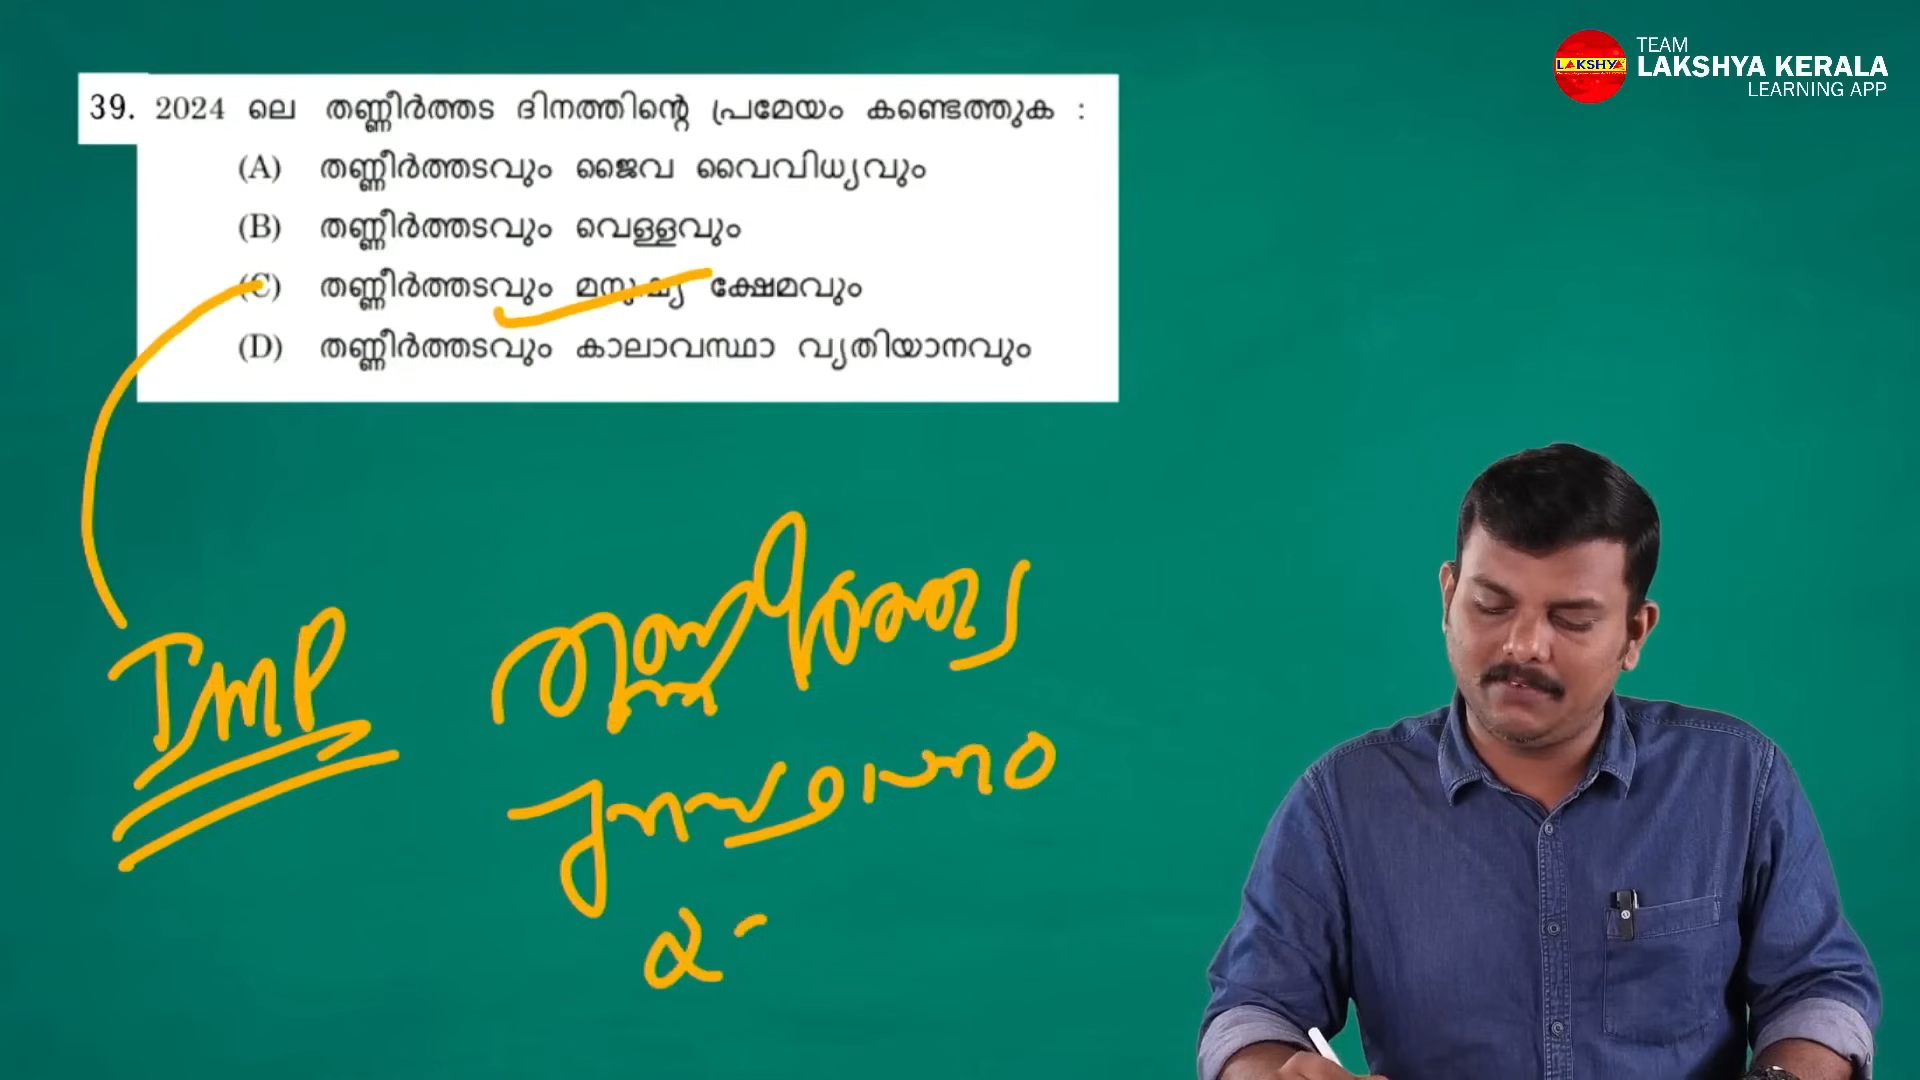 TEAM
LAKSHYA KERALA
LEARNING APP
LAKSHYA
39. 2024 ലെ തണ്ണീർത്തട ദിനത്തിന്റെ പ്രമേയം കണ്ടെത്തുക :
(A) തണ്ണീർത്തടവും ജൈവ വൈവിധ്യവും
(B) തണ്ണീർത്തടവും വെള്ളവും
(C) തണ്ണീർത്തടവും മനുഷ്യ ക്ഷേമവും
(D) തണ്ണീർത്തടവും കാലാവസ്ഥാ വ്യതിയാനവും
IMP